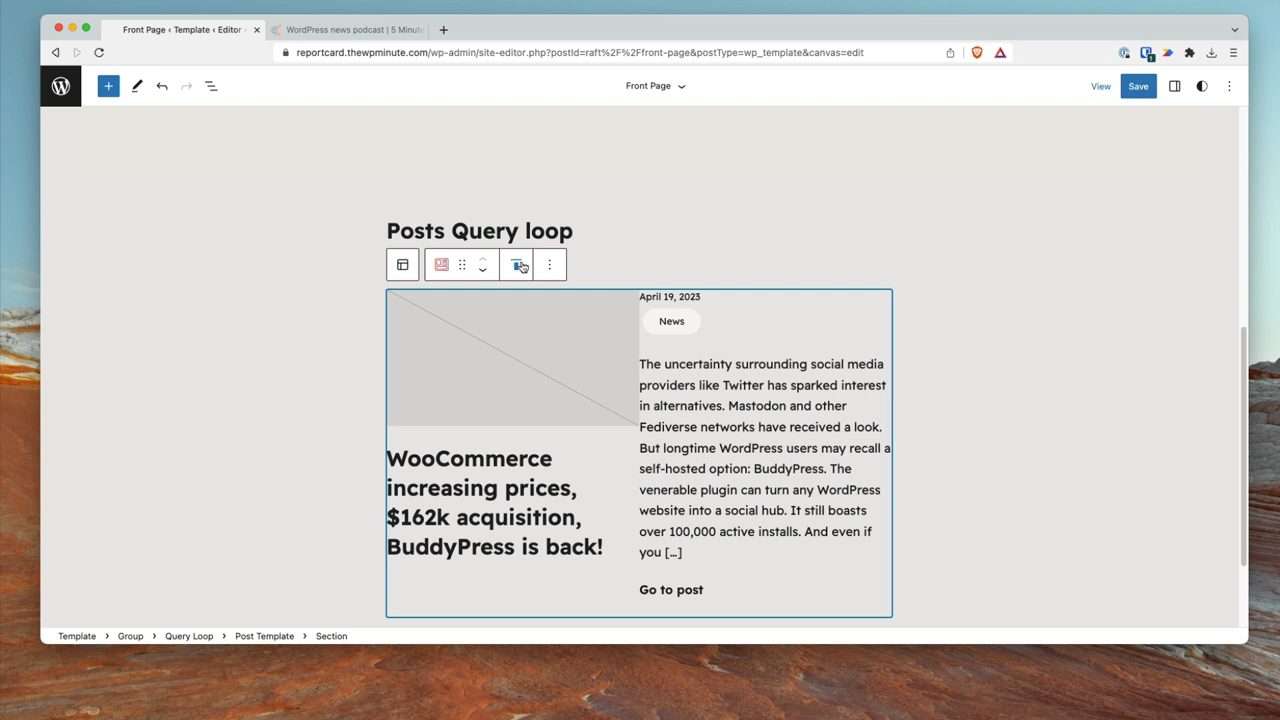 Front Page ‹ Template ‹ Editor
WordPress news podcast | 5 Minute
reportcard.thewpminute.com/wp-admin/site-editor.php?postId=raft%2F%2Ffront-page&postType=wp_template&canvas=edit
1
Front Page
View
Save
Posts Query loop
April 19, 2023
News
The uncertainty surrounding social media
providers like Twitter has sparked interest
in alternatives. Mastodon and other
Fediverse networks have received a look.
But longtime WordPress users may recall a
self-hosted option: BuddyPress. The
venerable plugin can turn any WordPress
website into a social hub. It still boasts
over 100,000 active installs. And even if
you […]
Go to post
WooCommerce
increasing prices,
$162k acquisition,
BuddyPress is back!
Template > Group > Query Loop > Post Template > Section